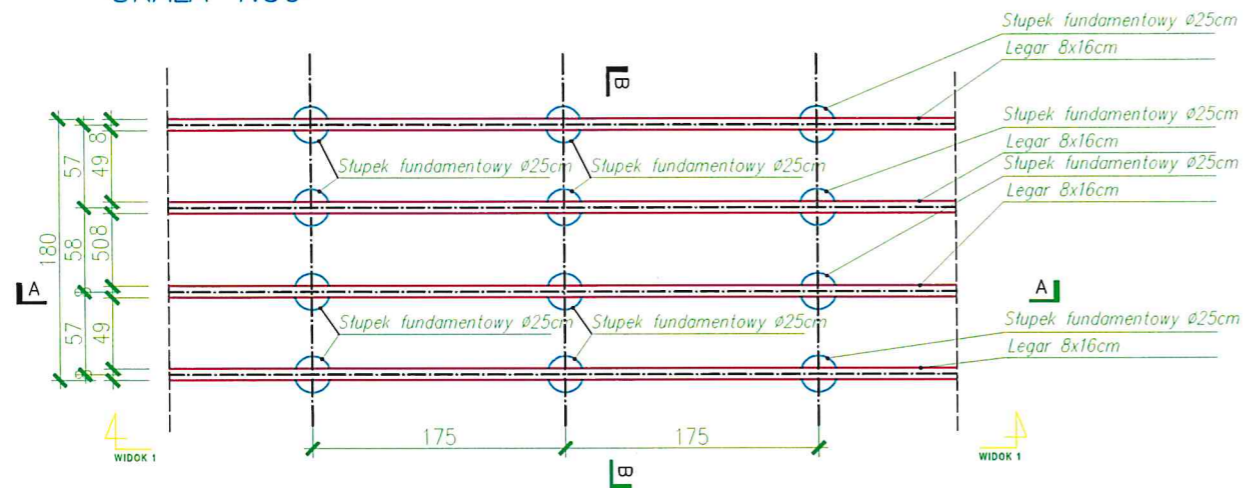 Słupek fundamentowy ø25cm
Legar 8x16cm
B
Słupek fundamentowy ø25cm
Legar 8x16cm
Słupek fundamentowy ø25cm
Legar 8x16cm
Słupek fundamentowy ø25cm
Słupek fundamentowy ø25cm
8
57
49
180
58
508
57
49
8
8
A
A
Słupek fundamentowy ø25cm
Słupek fundamentowy ø25cm
Słupek fundamentowy ø25cm
Legar 8x16cm
175
175
WIDOK 1
WIDOK 1
B